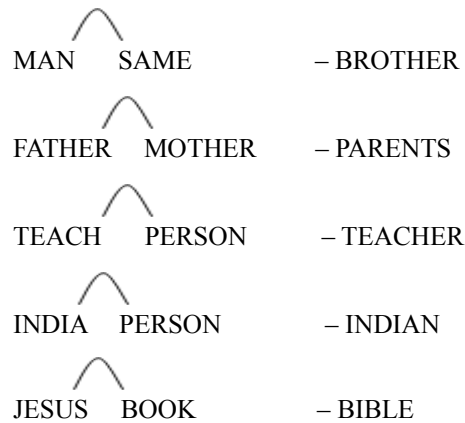 MAN SAME – BROTHER
FATHER MOTHER – PARENTS
TEACH PERSON – TEACHER
INDIA PERSON – INDIAN
JESUS BOOK – BIBLE